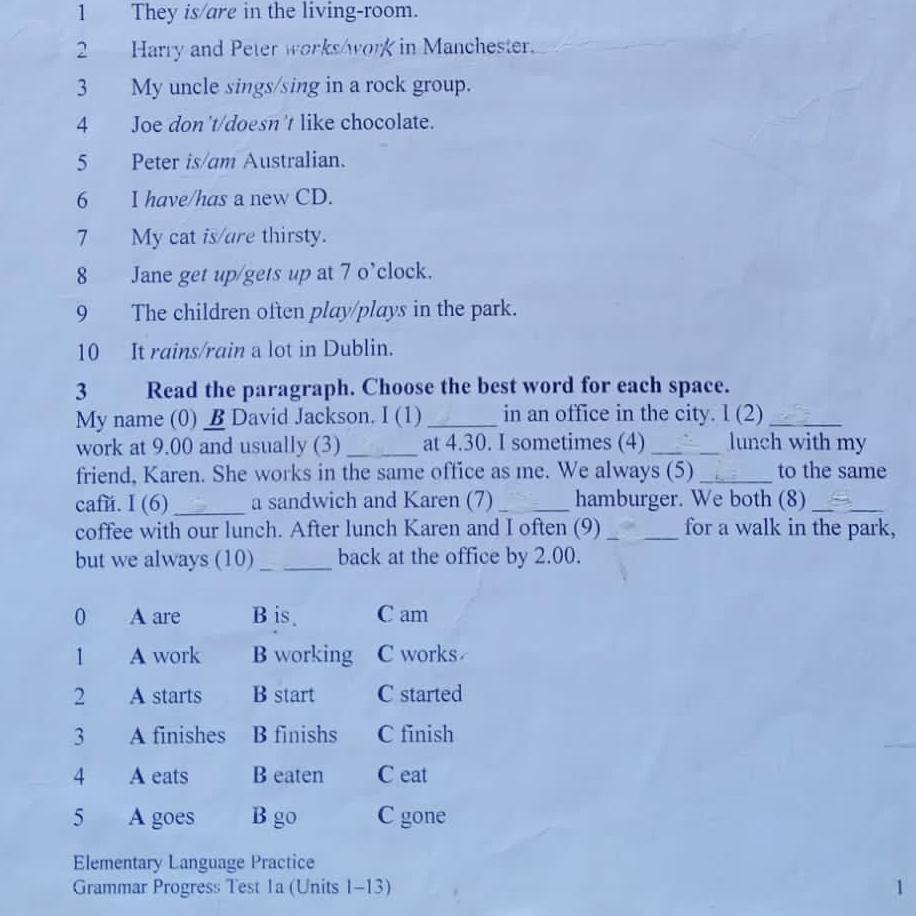 1 They is/are in the living-room.
2 Harry and Peter works/work in Manchester.
3 My uncle sings/sing in a rock group.
4 Joe don't/doesn't like chocolate.
5 Peter is/am Australian.
6 I have/has a new CD.
7 My cat is/are thirsty.
8 Jane get up/gets up at 7 o'clock.
9 The children often play/plays in the park.
10 It rains/rain a lot in Dublin.
3 Read the paragraph. Choose the best word for each space.
My name (0) B David Jackson. I (1) ______ in an office in the city. I (2) ______
work at 9.00 and usually (3) ______ at 4.30. I sometimes (4) ______ lunch with my
friend, Karen. She works in the same office as me. We always (5) ______ to the same
cafй. I (6) ______ a sandwich and Karen (7) ______ hamburger. We both (8) ______
coffee with our lunch. After lunch Karen and I often (9) ______ for a walk in the park,
but we always (10) ______ back at the office by 2.00.
0 A are B is C am
1 A work B working C works
2 A starts B start C started
3 A finishes B finishs C finish
4 A eats B eaten C eat
5 A goes B go C gone
Elementary Language Practice
Grammar Progress Test 1a (Units 1–13) 1